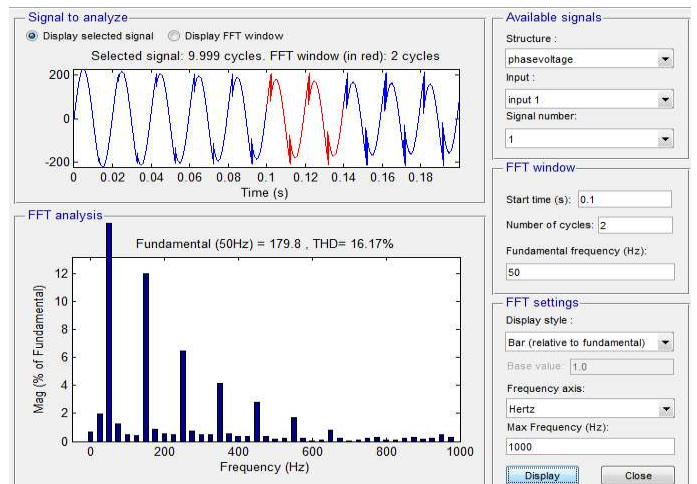 Signal to analyze
Display selected signal
Display FFT window
Selected signal: 9.999 cycles. FFT window (in red): 2 cycles
200
0
-200
0 0.02 0.04 0.06 0.08 0.1 0.12 0.14 0.16 0.18
Time (s)
FFT analysis
Fundamental (50Hz) = 179.8 , THD= 16.17%
12
10
8
6
4
2
0
Mag (% of Fundamental)
0 200 400 600 800 1000
Frequency (Hz)
Available signals
Structure :
phasevoltage
Input :
input 1
Signal number:
1
FFT window
Start time (s): 0.1
Number of cycles: 2
Fundamental frequency (Hz):
50
FFT settings
Display style :
Bar (relative to fundamental)
Base value: 1.0
Frequency axis:
Hertz
Max Frequency (Hz):
1000
Display
Close